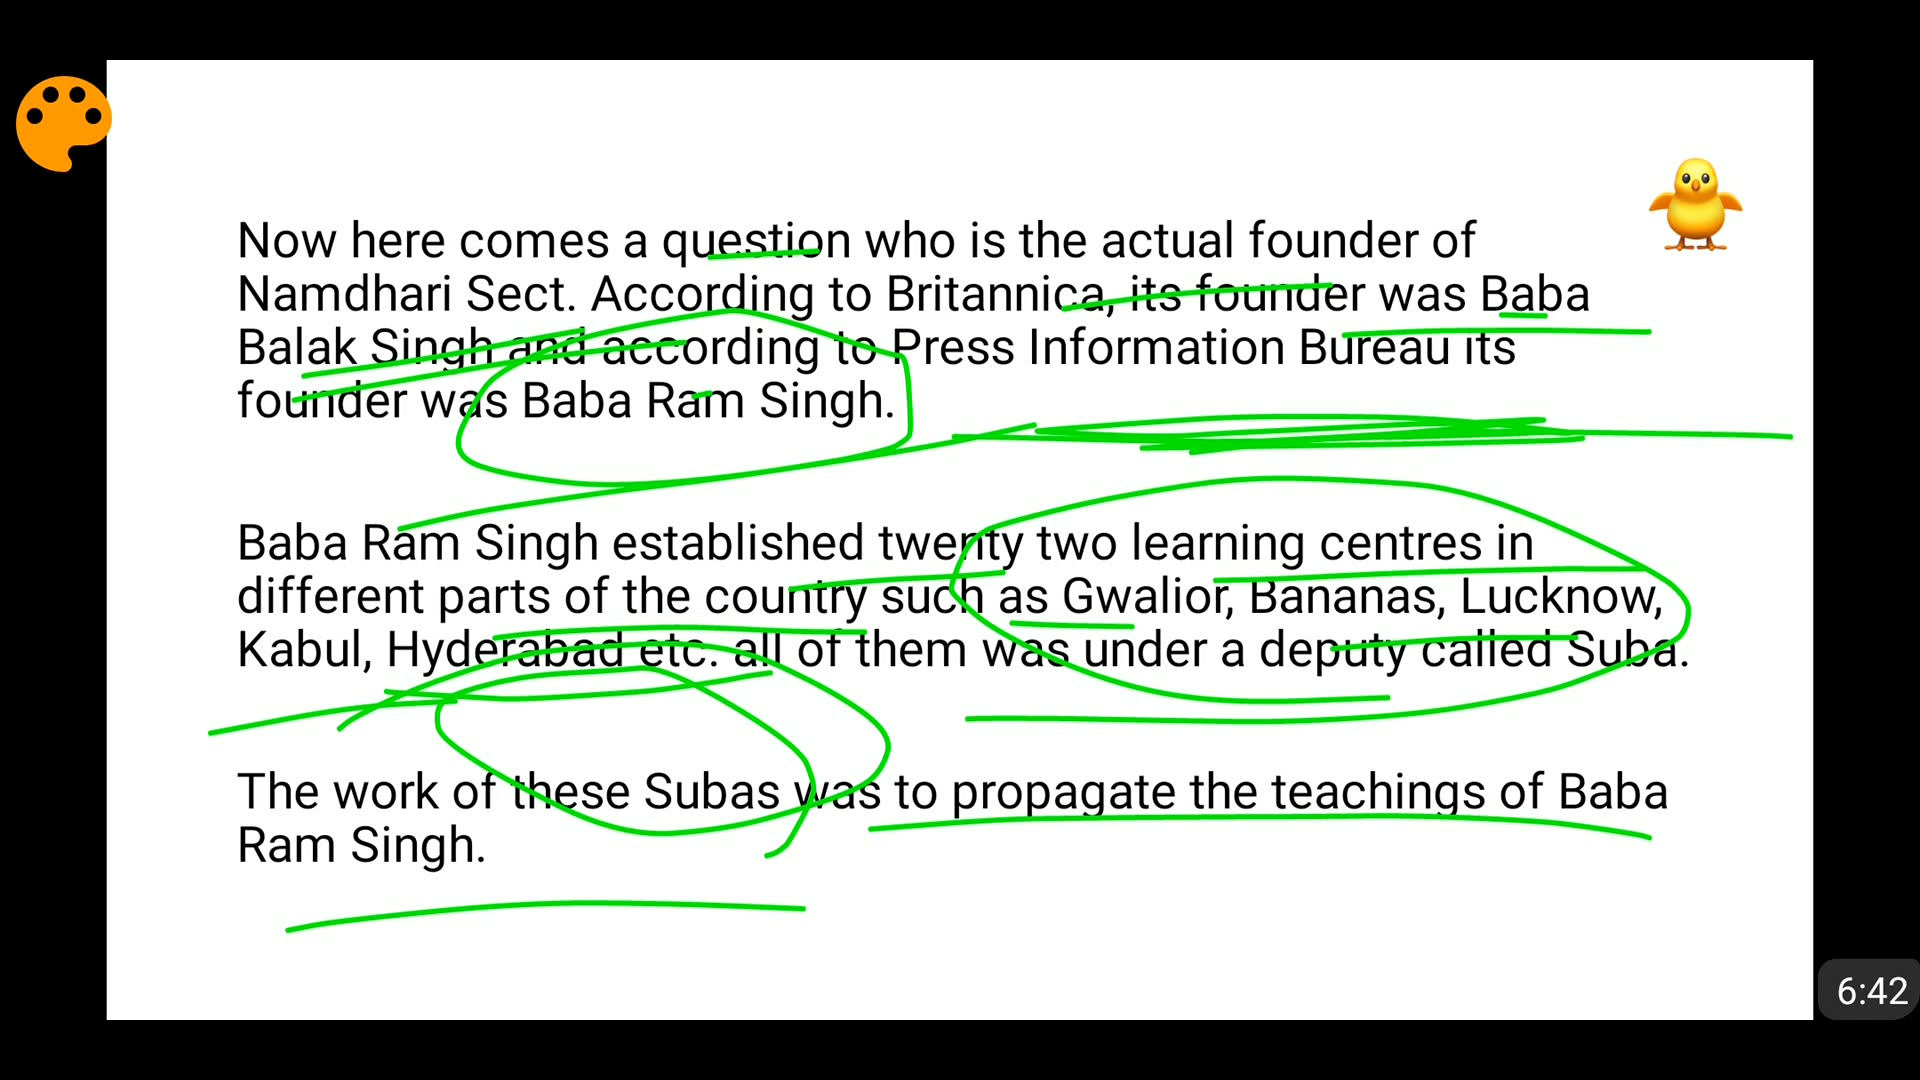 Now here comes a question who is the actual founder of
Namdhari Sect. According to Britannica, its founder was Baba
Balak Singh and according to Press Information Bureau its
founder was Baba Ram Singh.
Baba Ram Singh established twenty two learning centres in
different parts of the country such as Gwalior, Bananas, Lucknow,
Kabul, Hyderabad etc. all of them was under a deputy called Suba.
The work of these Subas was to propagate the teachings of Baba
Ram Singh.
6:42